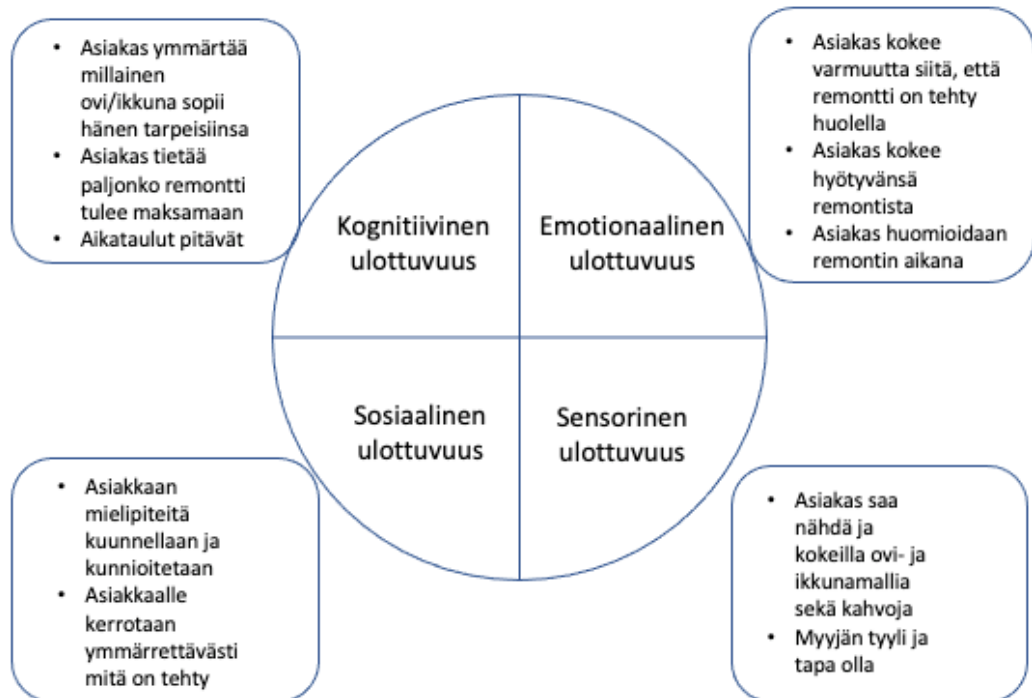 • Asiakas ymmärtää
millainen
ovi/ikkuna sopii
hänen tarpeisiinsa
• Asiakas tietää
paljonko remontti
tulee maksamaan
• Aikataulut pitävät
• Asiakas kokee
varmuutta siitä, että
remontti on tehty
huolella
• Asiakas kokee
hyötyvänsä
remontista
• Asiakas huomioidaan
remontin aikana
Kognitiivinen
ulottuvuus
Emotionaalinen
ulottuvuus
Sosiaalinen
ulottuvuus
Sensorinen
ulottuvuus
• Asiakkaan
mielipiteitä
kuunnellaan ja
kunnioitetaan
• Asiakkaalle
kerrotaan
ymmärrettävästi
mitä on tehty
• Asiakas saa
nähdä ja
kokeilla ovi- ja
ikkunamallia
sekä kahvoja
• Myyjän tyyli ja
tapa olla